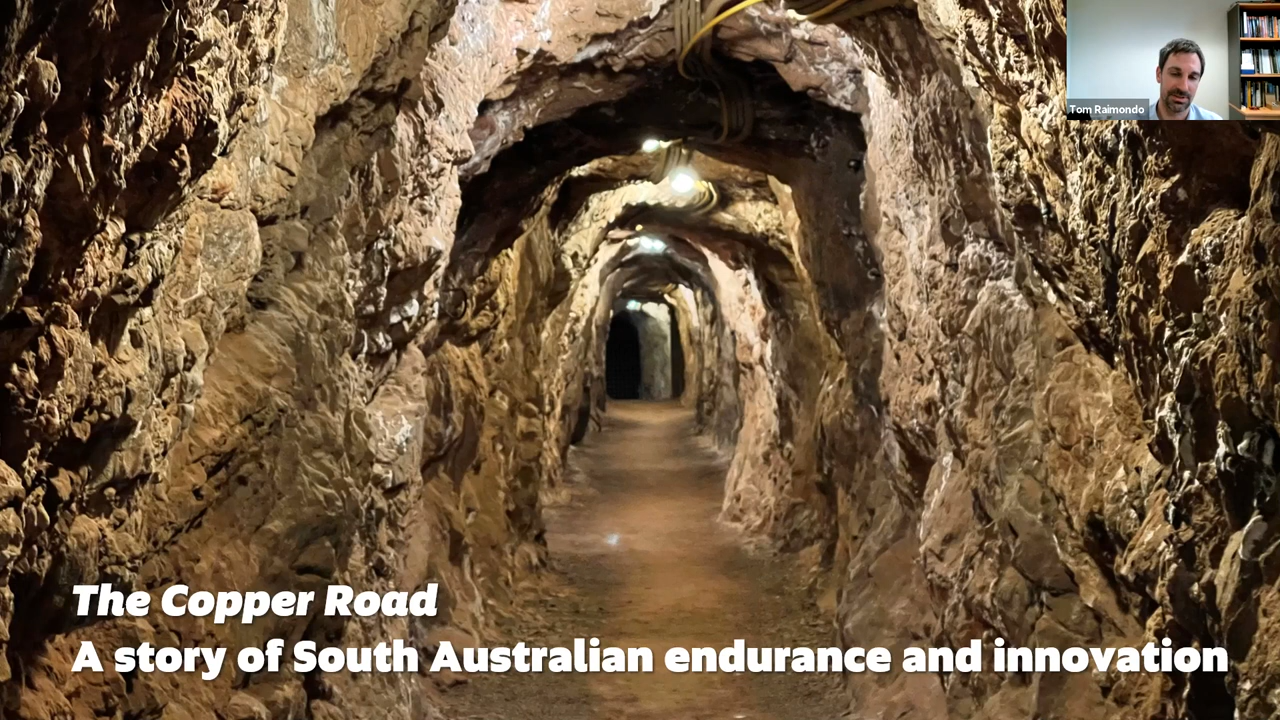 Tom Raimondo
The Copper Road
A story of South Australian endurance and innovation